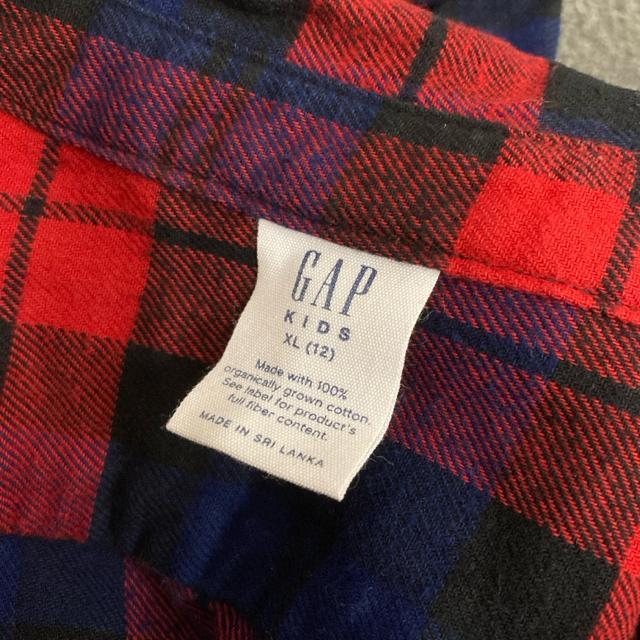 GAP
KIDS
XL (12)
Made with 100%
organically grown cotton.
See label for product's
full fiber content.
MADE IN SRI LANKA